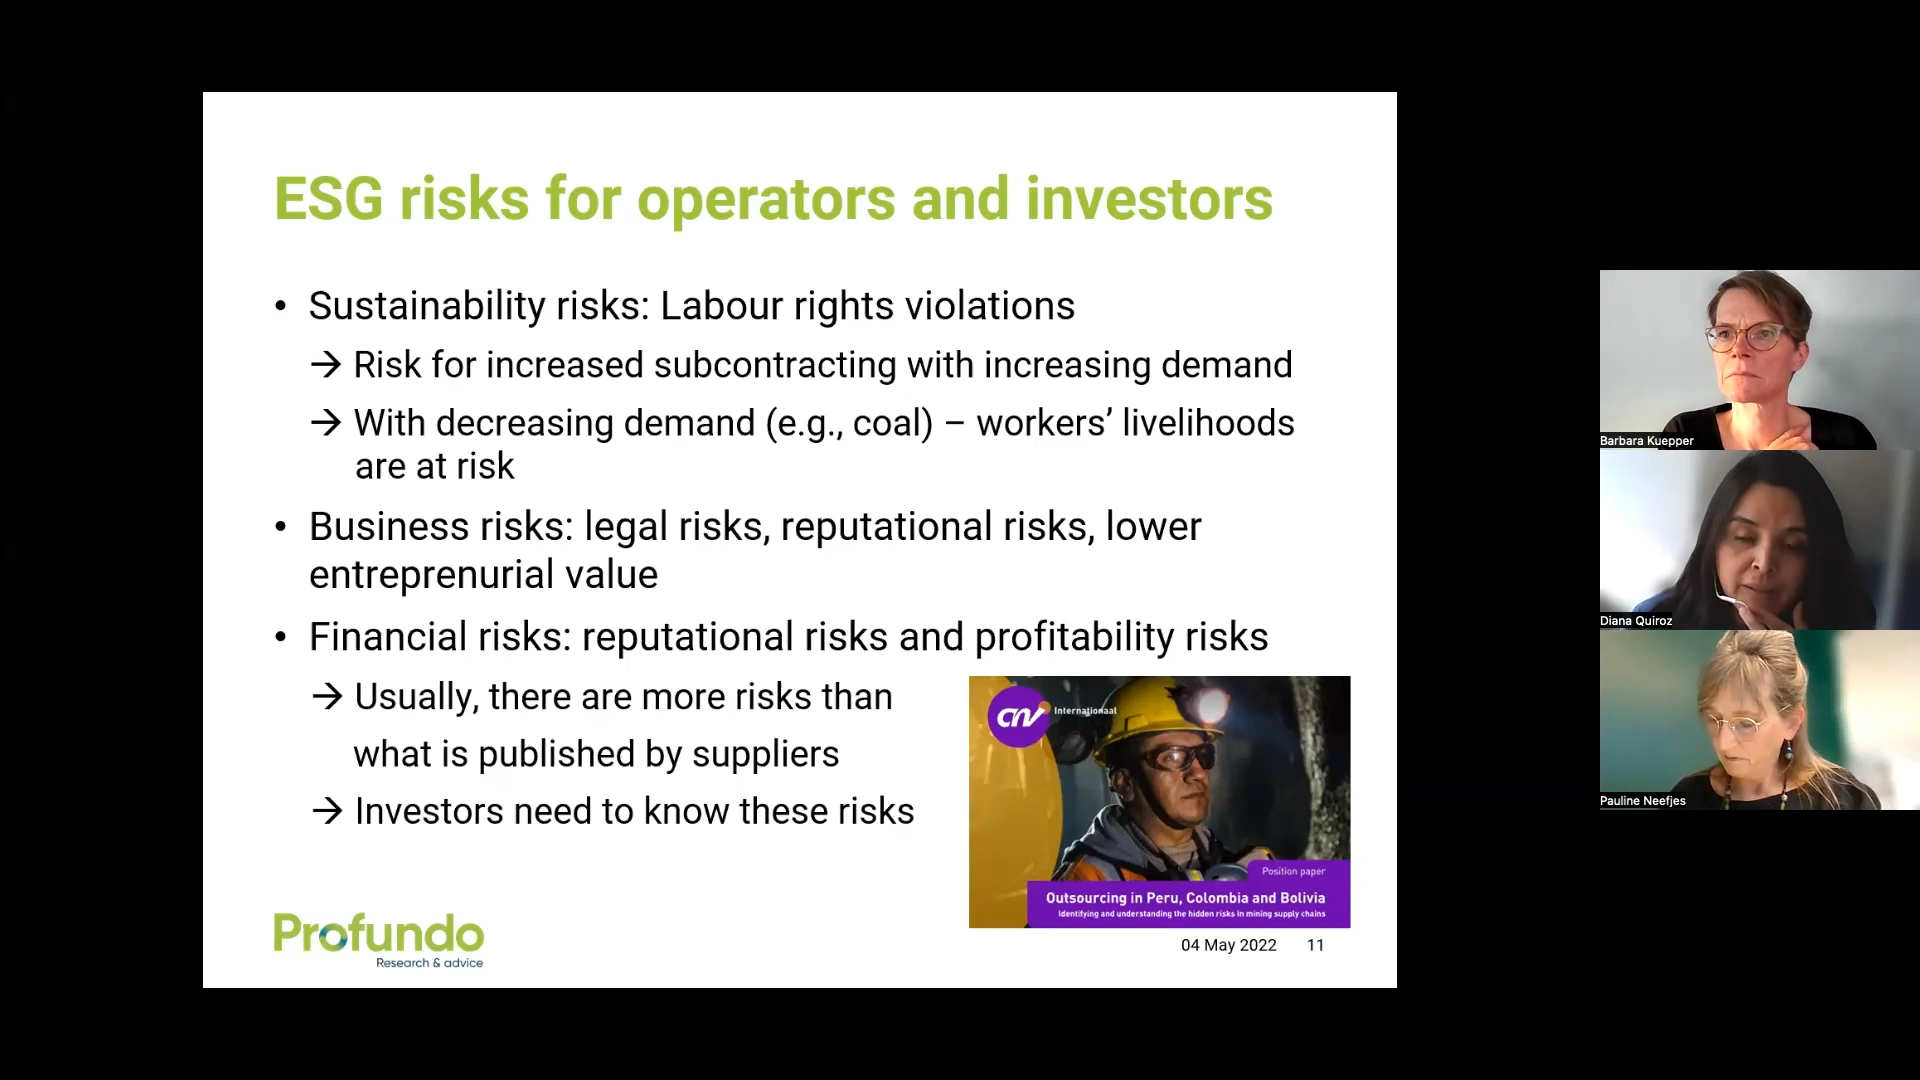 ESG risks for operators and investors
• Sustainability risks: Labour rights violations
→ Risk for increased subcontracting with increasing demand
→ With decreasing demand (e.g., coal) – workers’ livelihoods
are at risk
• Business risks: legal risks, reputational risks, lower
entreprenurial value
• Financial risks: reputational risks and profitability risks
→ Usually, there are more risks than
what is published by suppliers
→ Investors need to know these risks
cnv Internationaal
Position paper
Outsourcing in Peru, Colombia and Bolivia
Identifying and understanding the hidden risks in mining supply chains
Profundo
Research & advice
04 May 2022 11
Barbara Kuepper
Diana Quiroz
Pauline Neefjes